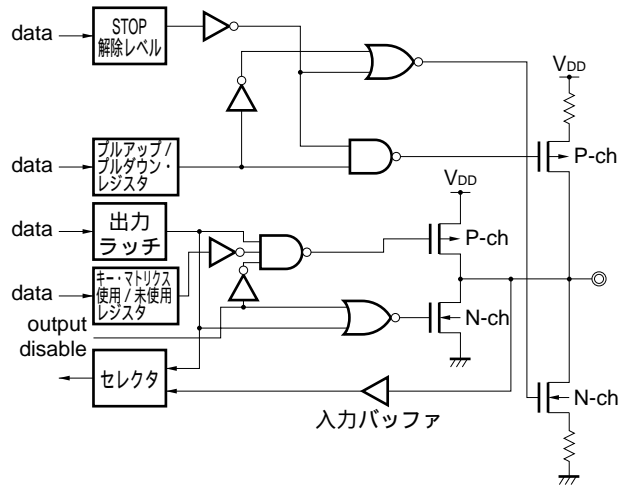 data
STOP
解除レベル
VDD
data
プルアップ/
プルダウン・
レジスタ
P-ch
VDD
data
出力
ラッチ
P-ch
data
キー・マトリクス
使用/未使用
レジスタ
output
disable
N-ch
セレクタ
入力バッファ
N-ch